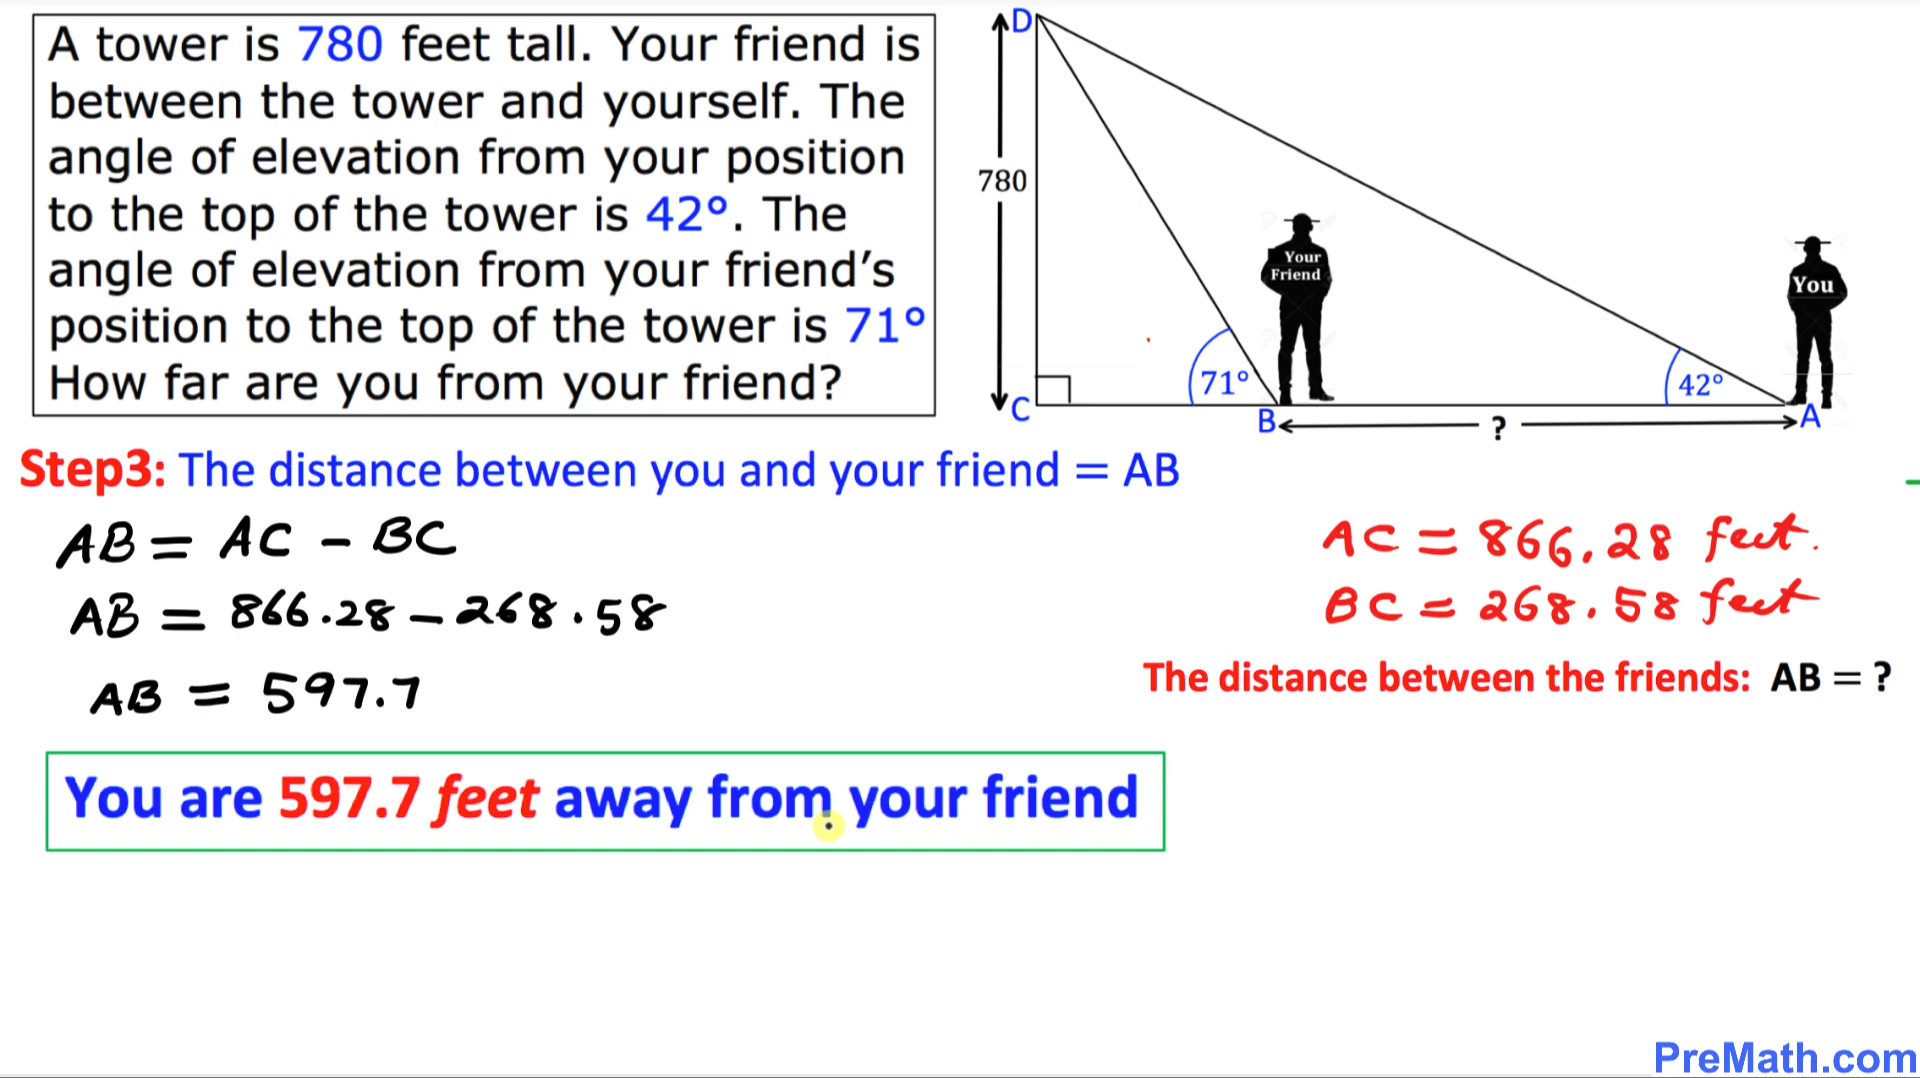 A tower is 780 feet tall. Your friend is
between the tower and yourself. The
angle of elevation from your position
to the top of the tower is 42°. The
angle of elevation from your friend's
position to the top of the tower is 71°
How far are you from your friend?
D
780
Your
Friend
You
71°
42°
C
B
?
A
Step3: The distance between you and your friend = AB
AB = AC - BC
AB = 866.28 - 268.58
AB = 597.7
AC = 866.28 feet.
BC = 268.58 feet
The distance between the friends: AB = ?
You are 597.7 feet away from your friend
PreMath.com